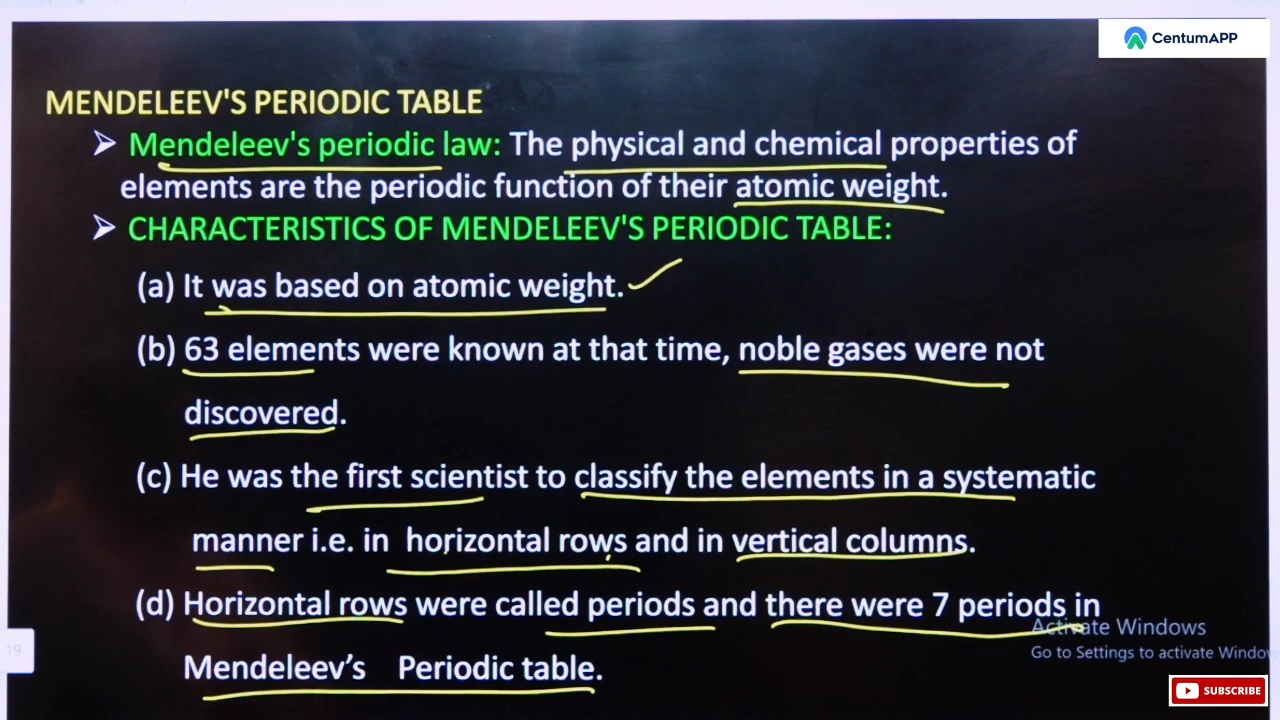 CentumAPP
MENDELEEV'S PERIODIC TABLE
➢ Mendeleev's periodic law: The physical and chemical properties of
elements are the periodic function of their atomic weight.
➢ CHARACTERISTICS OF MENDELEEV'S PERIODIC TABLE:
(a) It was based on atomic weight.
(b) 63 elements were known at that time, noble gases were not
discovered.
(c) He was the first scientist to classify the elements in a systematic
manner i.e. in horizontal rows and in vertical columns.
(d) Horizontal rows were called periods and there were 7 periods in
Mendeleev’s Periodic table.
Activate Windows
Go to Settings to activate Window
19
SUBSCRIBE